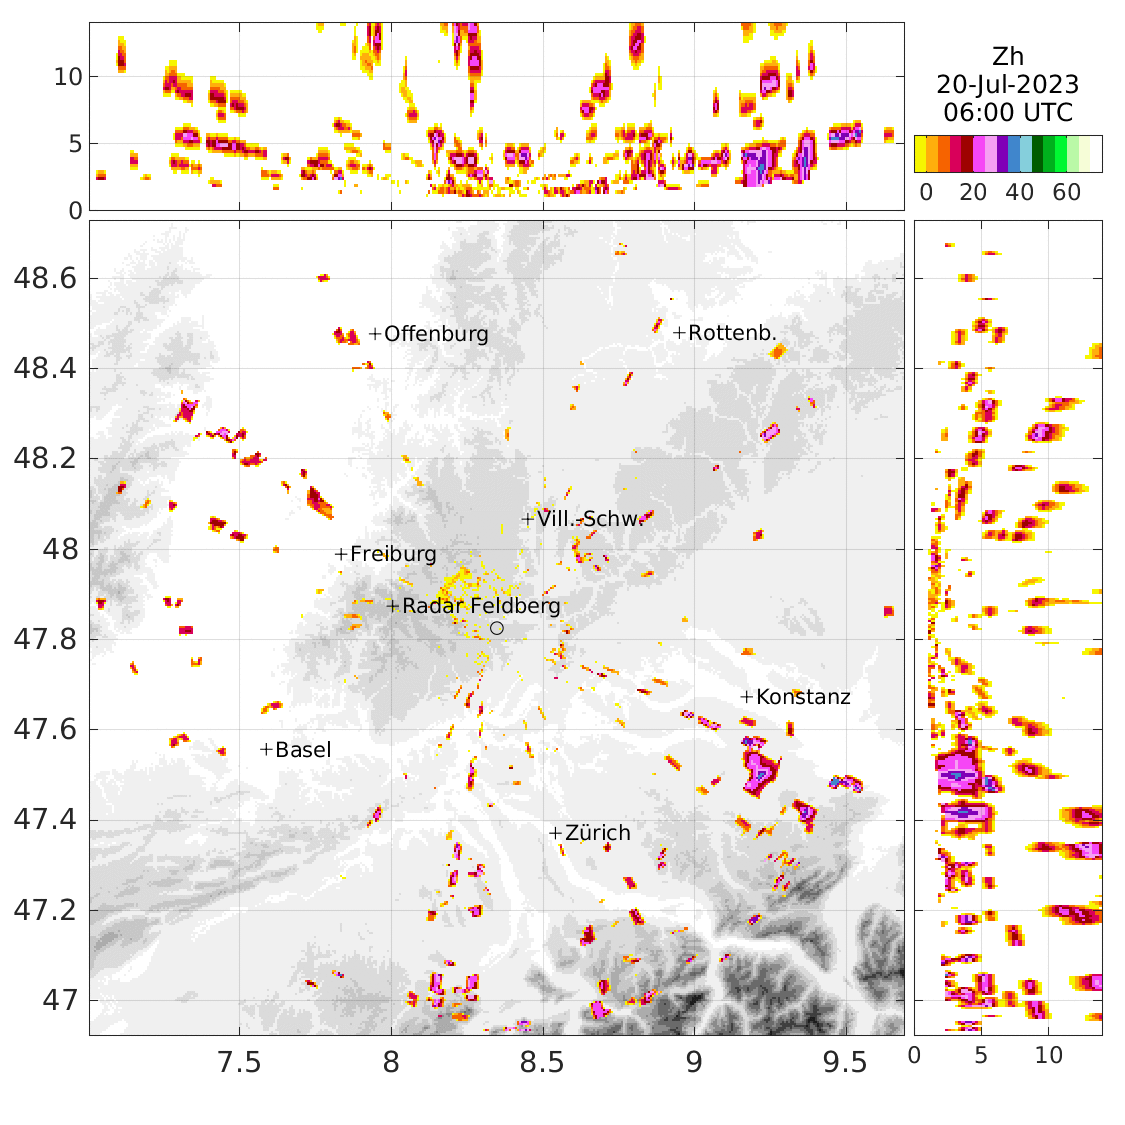 10
5
0
Zh
20-Jul-2023
06:00 UTC
0 20 40 60
48.6
48.4
48.2
48
47.8
47.6
47.4
47.2
47
+Offenburg
+Rottenb.
+Vill.-Schw.
+Freiburg
+Radar Feldberg
+Konstanz
+Basel
+Zürich
7.5 8 8.5 9 9.5
0 5 10